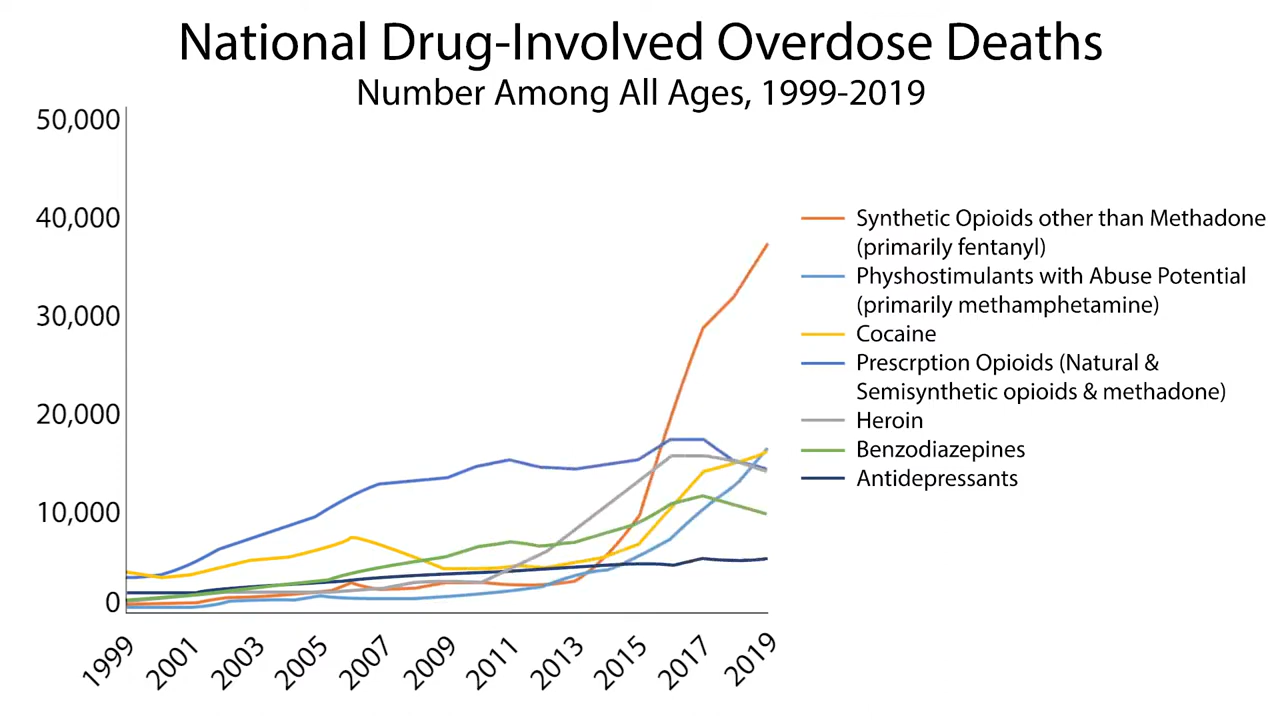 National Drug-Involved Overdose Deaths
Number Among All Ages, 1999-2019
50,000
40,000
30,000
20,000
10,000
0
1999
2001
2003
2005
2007
2009
2011
2013
2015
2017
2019
Synthetic Opioids other than Methadone
(primarily fentanyl)
Physhostimulants with Abuse Potential
(primarily methamphetamine)
Cocaine
Prescrption Opioids (Natural &
Semisynthetic opioids & methadone)
Heroin
Benzodiazepines
Antidepressants